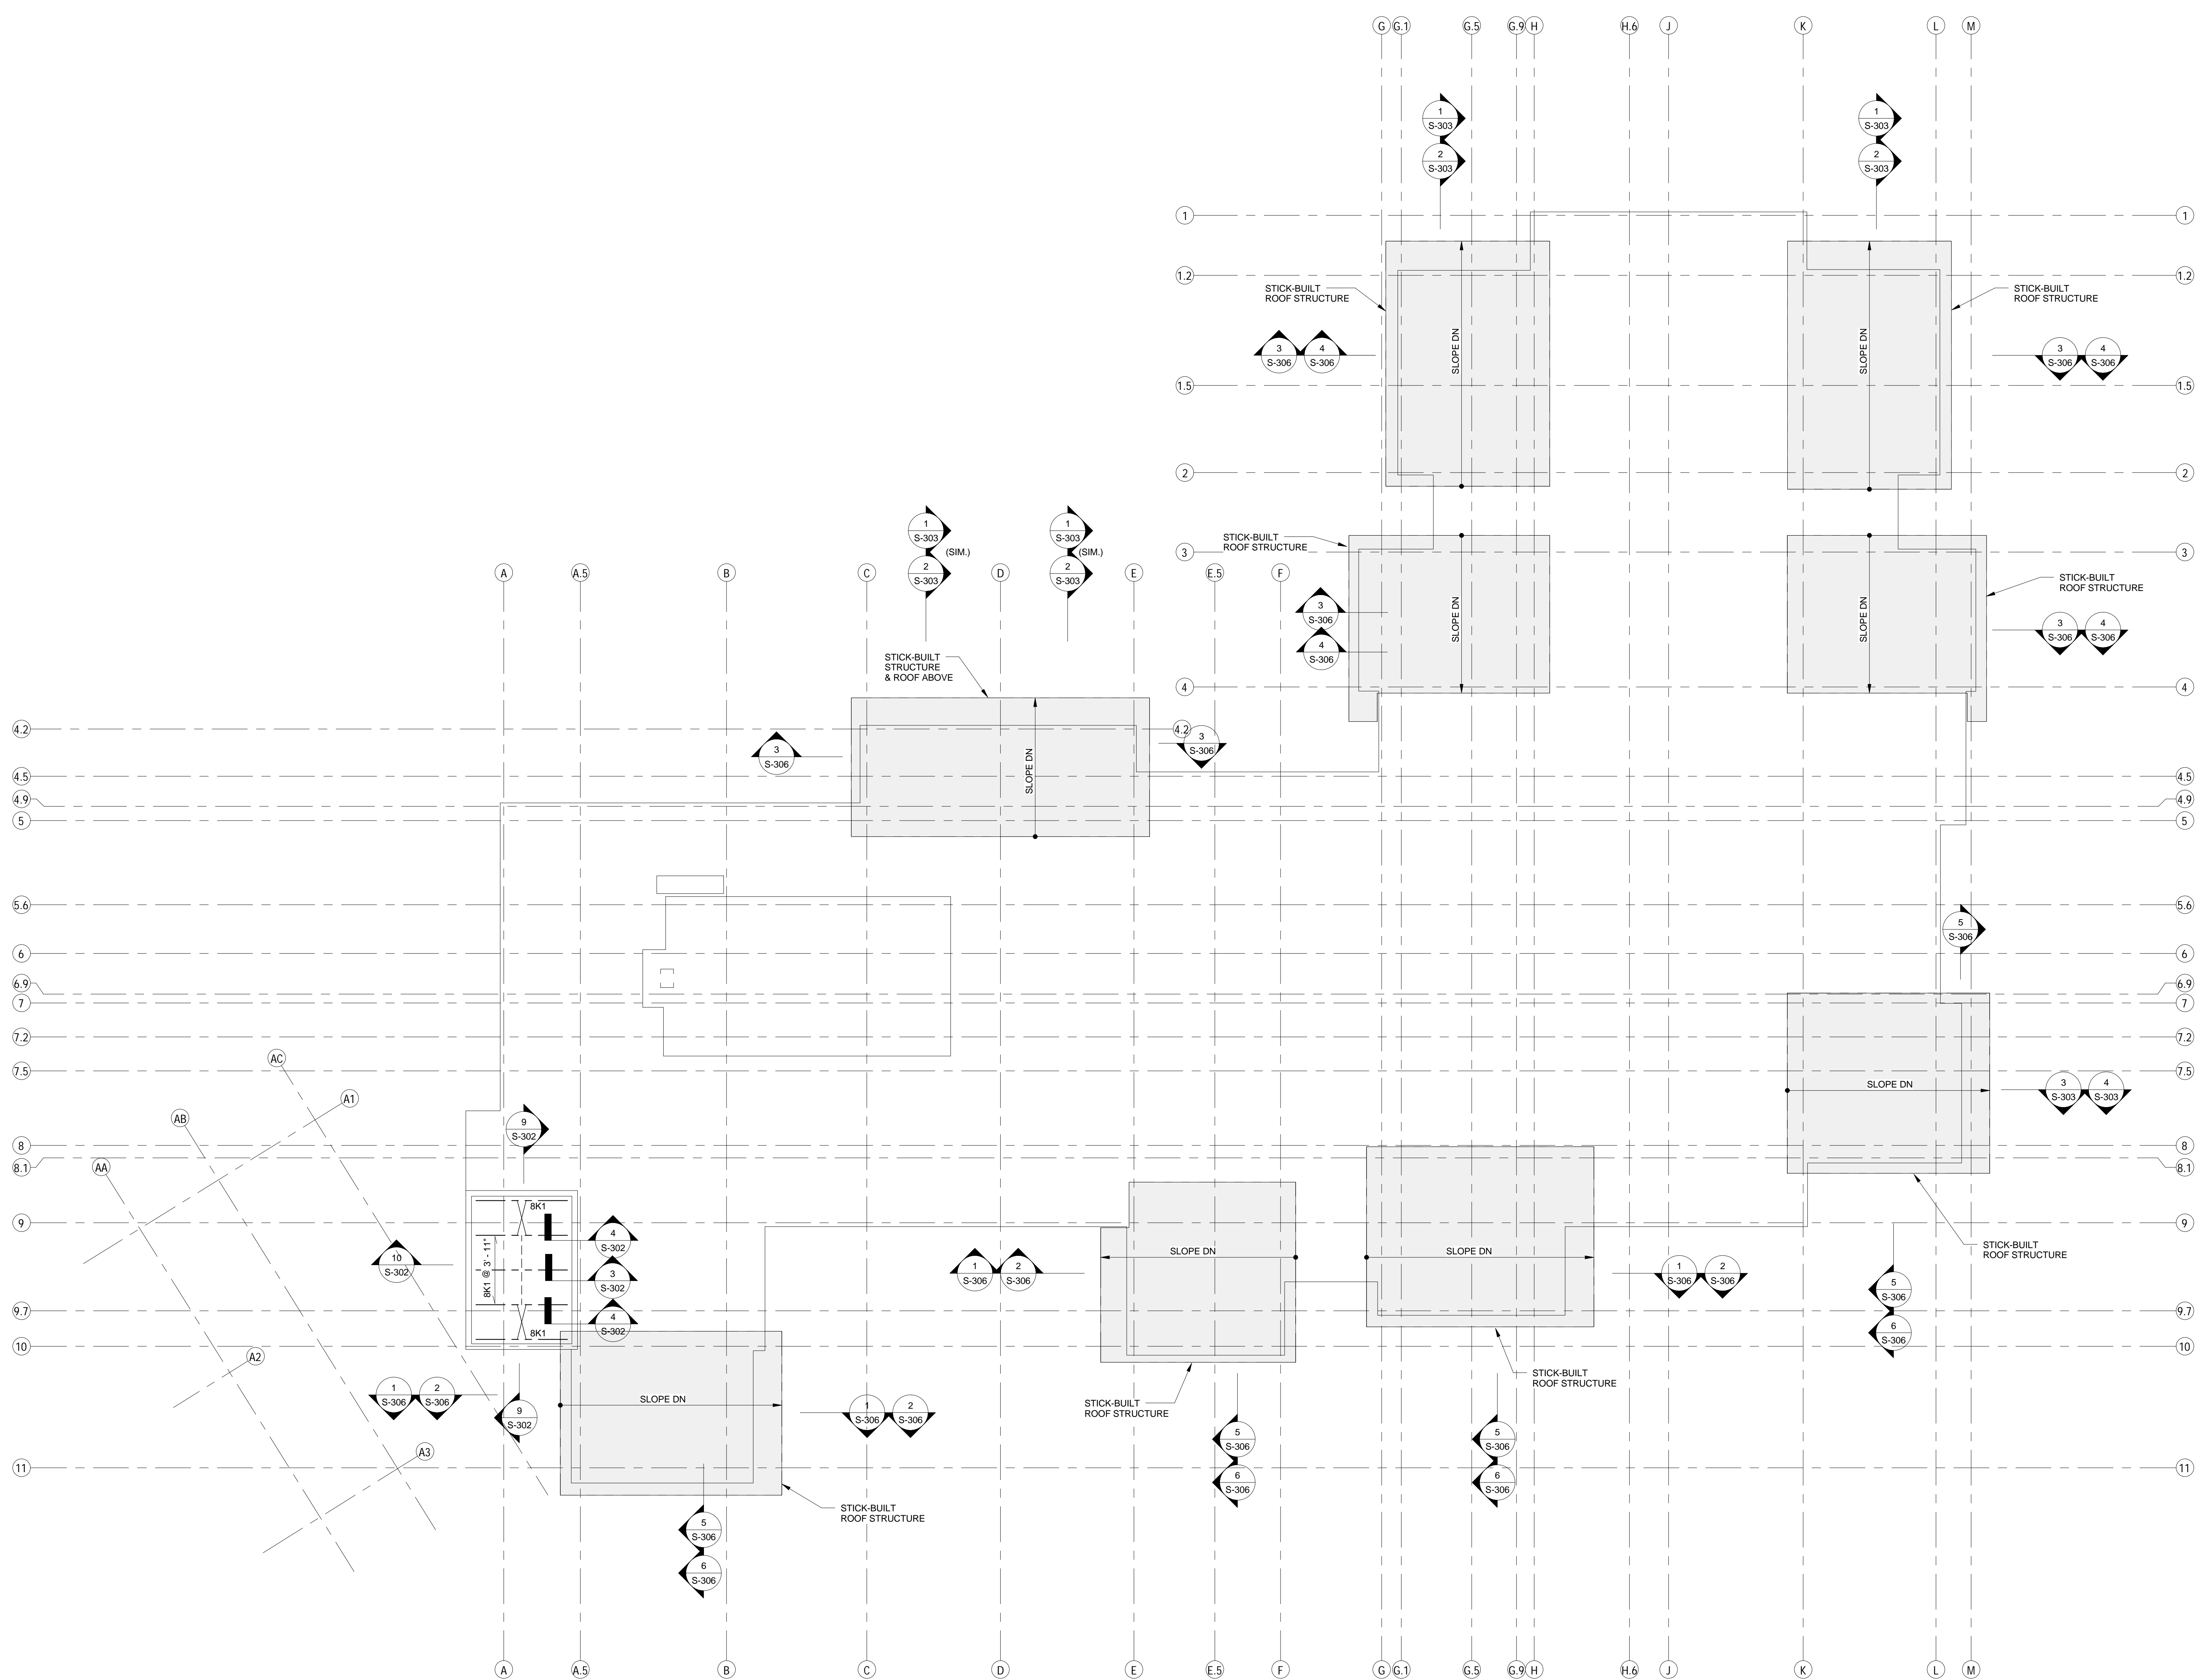 G
G.1
G.5
G.9
H
H.6
J
K
L
M
1
S-303
2
S-303
1
S-303
2
S-303
1
1
1.2
1.2
STICK-BUILT
ROOF STRUCTURE
STICK-BUILT
ROOF STRUCTURE
3
S-306
4
S-306
SLOPE DN
SLOPE DN
3
S-306
4
S-306
1.5
1.5
2
2
1
S-303
(SIM.)
2
S-303
1
S-303
(SIM.)
2
S-303
STICK-BUILT
ROOF STRUCTURE
3
3
A
A.5
B
C
D
E
E.5
F
STICK-BUILT
ROOF STRUCTURE
3
S-306
4
S-306
SLOPE DN
SLOPE DN
3
S-306
4
S-306
STICK-BUILT
STRUCTURE
& ROOF ABOVE
4
4
4.2
4.2
3
S-306
SLOPE DN
3
S-306
4.5
4.5
4.9
4.9
5
5
5.6
5.6
5
S-306
6
6
6.9
6.9
7
7
7.2
7.2
7.5
7.5
AC
A1
AB
AA
SLOPE DN
3
S-303
4
S-303
9
S-302
8
8
8.1
8.1
8K1
9
9
4
S-302
10
S-302
8K1 @ 3' - 11"
3
S-302
1
S-306
2
S-306
SLOPE DN
SLOPE DN
1
S-306
2
S-306
STICK-BUILT
ROOF STRUCTURE
5
S-306
6
S-306
9.7
9.7
4
S-302
8K1
10
10
A2
1
S-306
2
S-306
9
S-302
SLOPE DN
1
S-306
2
S-306
STICK-BUILT
ROOF STRUCTURE
STICK-BUILT
ROOF STRUCTURE
A3
5
S-306
6
S-306
5
S-306
6
S-306
11
11
STICK-BUILT
ROOF STRUCTURE
5
S-306
6
S-306
A
A.5
B
C
D
E
E.5
F
G
G.1
G.5
G.9
H
H.6
J
K
L
M